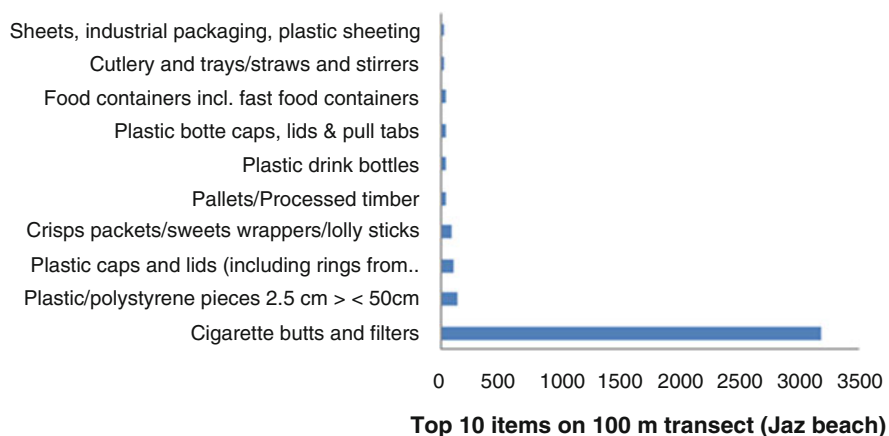 Sheets, industrial packaging, plastic sheeting
Cutlery and trays/straws and stirrers
Food containers incl. fast food containers
Plastic botte caps, lids & pull tabs
Plastic drink bottles
Pallets/Processed timber
Crisps packets/sweets wrappers/lolly sticks
Plastic caps and lids (including rings from..
Plastic/polystyrene pieces 2.5 cm > < 50cm
Cigarette butts and filters
0 500 1000 1500 2000 2500 3000 3500
Top 10 items on 100 m transect (Jaz beach)